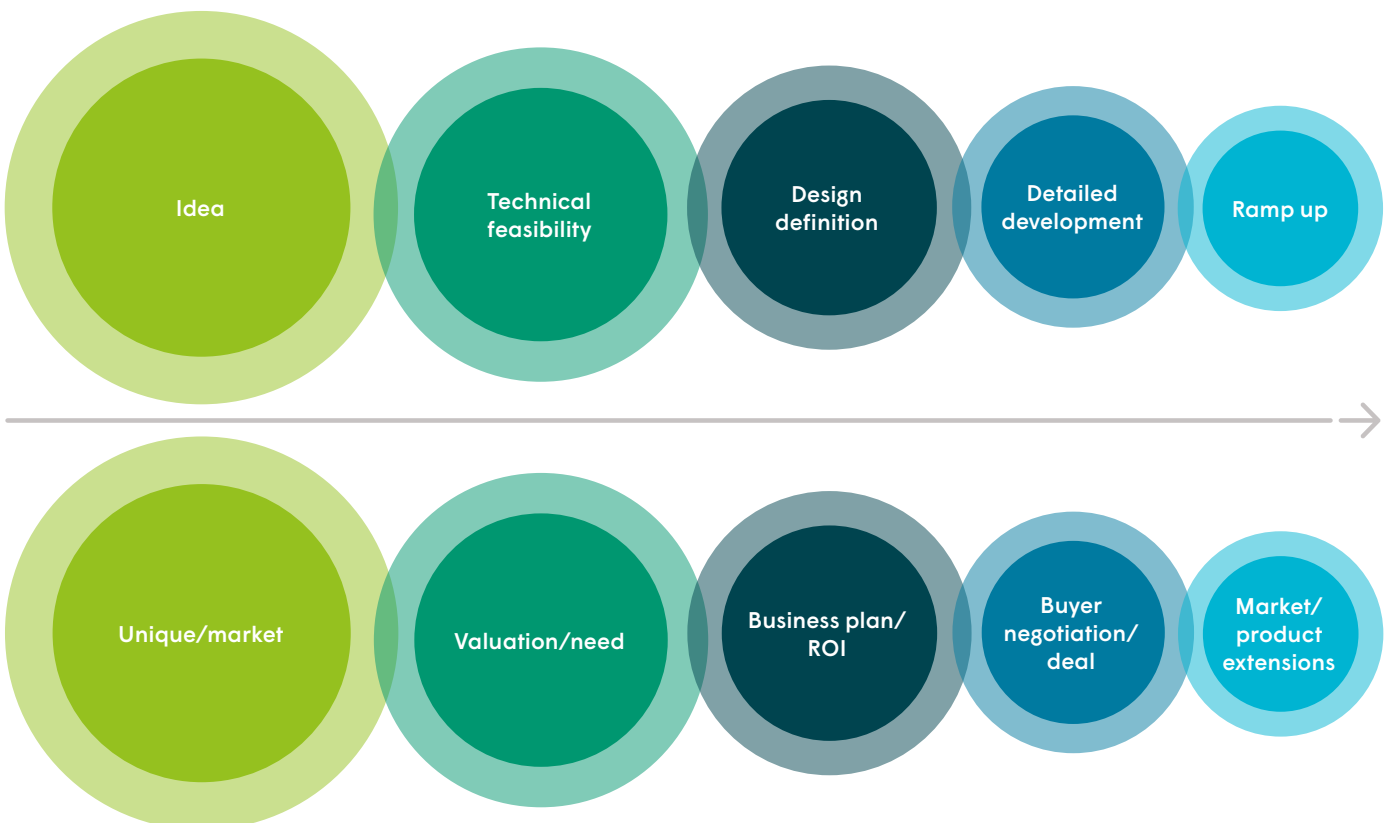 Idea
Technical
feasibility
Design
definition
Detailed
development
Ramp up
Unique/market
Valuation/need
Business plan/
ROI
Buyer
negotiation/
deal
Market/
product
extensions